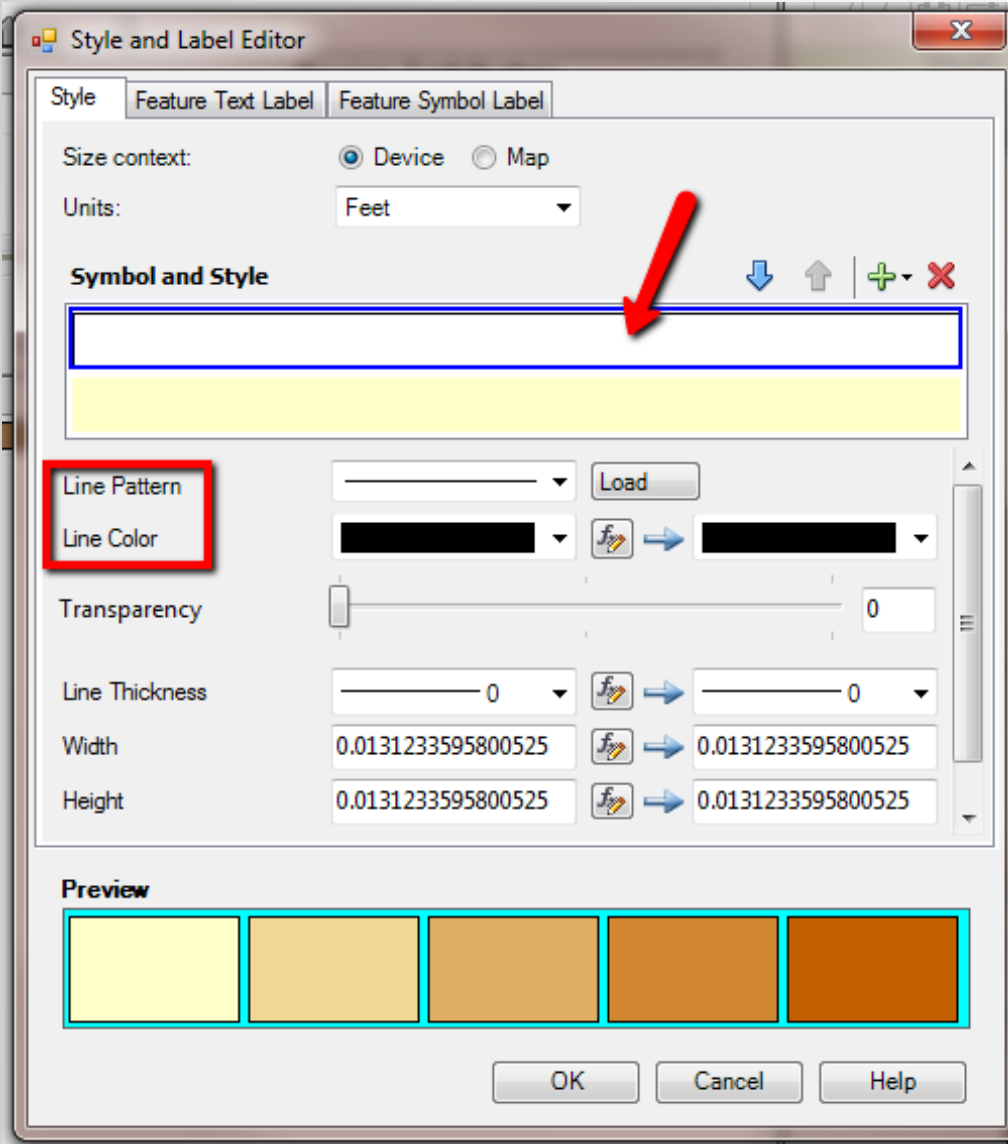 Style and Label Editor
Style Feature Text Label Feature Symbol Label
Size context: Device Map
Units: Feet
Symbol and Style
Line Pattern Load
Line Color
Transparency 0
Line Thickness 0 0
Width 0.0131233595800525 0.0131233595800525
Height 0.0131233595800525 0.0131233595800525
Preview
OK Cancel Help